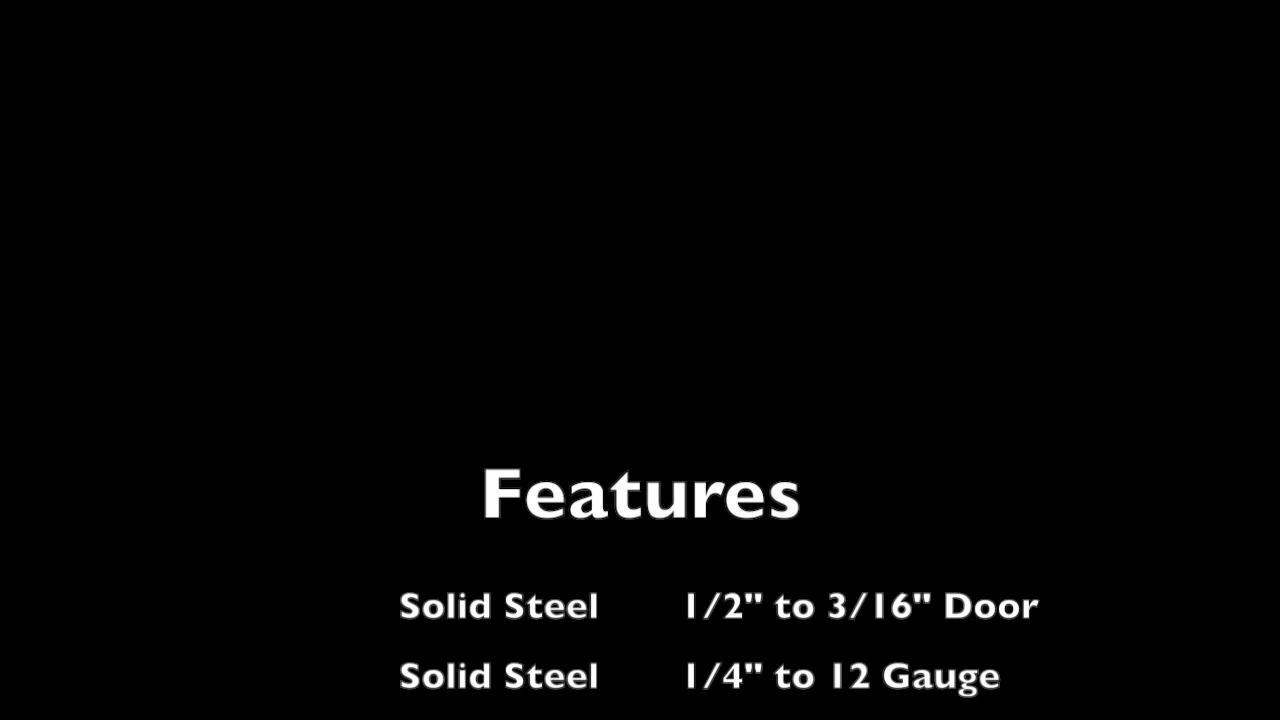 Features
Solid Steel 1/2" to 3/16" Door
Solid Steel 1/4" to 12 Gauge